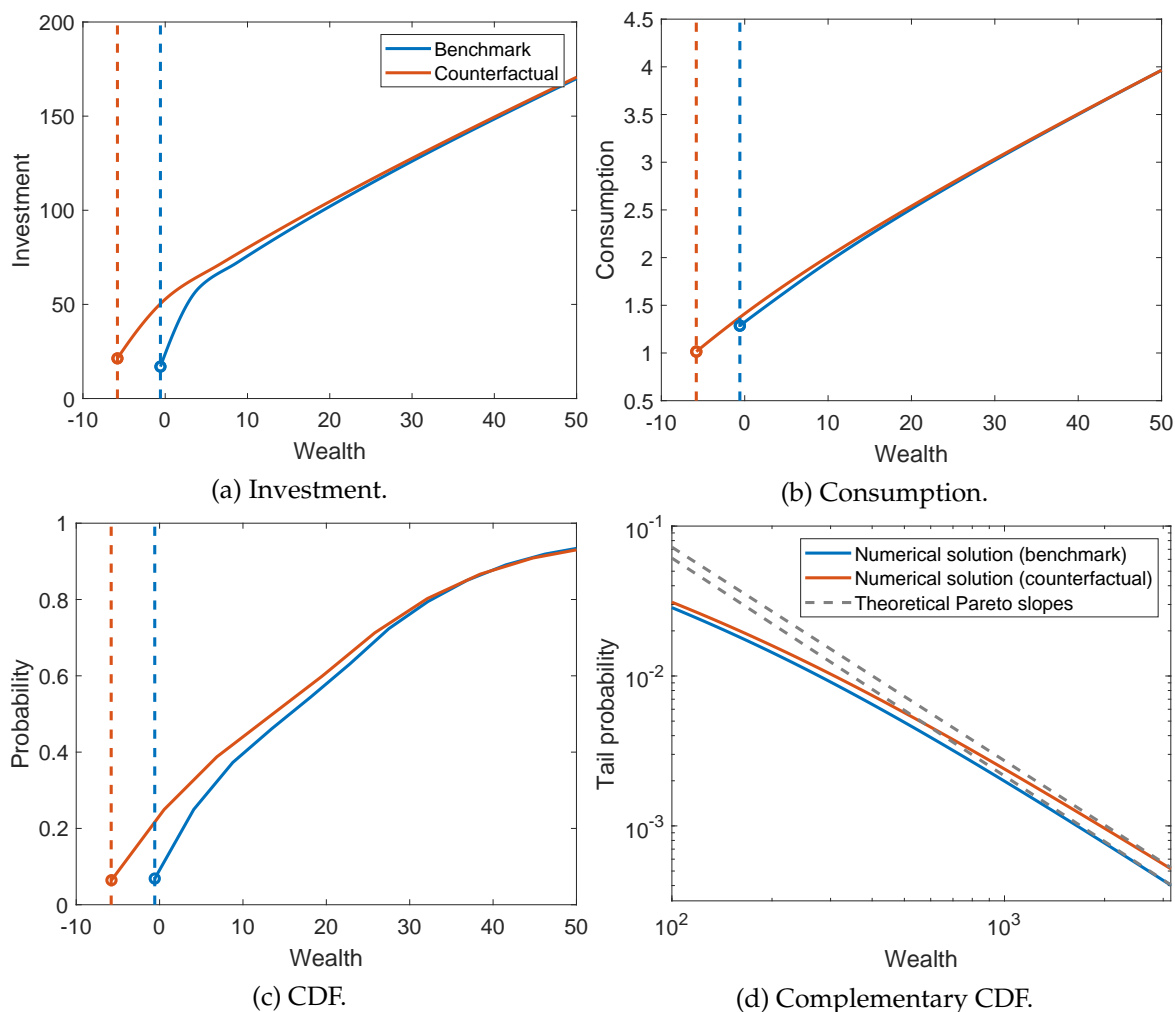 200
150
100
50
0
Investment
Benchmark
Counterfactual
-10 0 10 20 30 40 50
Wealth
(a) Investment.
4.5
4
3.5
3
2.5
2
1.5
1
0.5
Consumption
-10 0 10 20 30 40 50
Wealth
(b) Consumption.
1
0.8
0.6
0.4
0.2
0
Probability
-10 0 10 20 30 40 50
Wealth
(c) CDF.
10^-1
10^-2
10^-3
Tail probability
Numerical solution (benchmark)
Numerical solution (counterfactual)
Theoretical Pareto slopes
10^2 10^3
Wealth
(d) Complementary CDF.